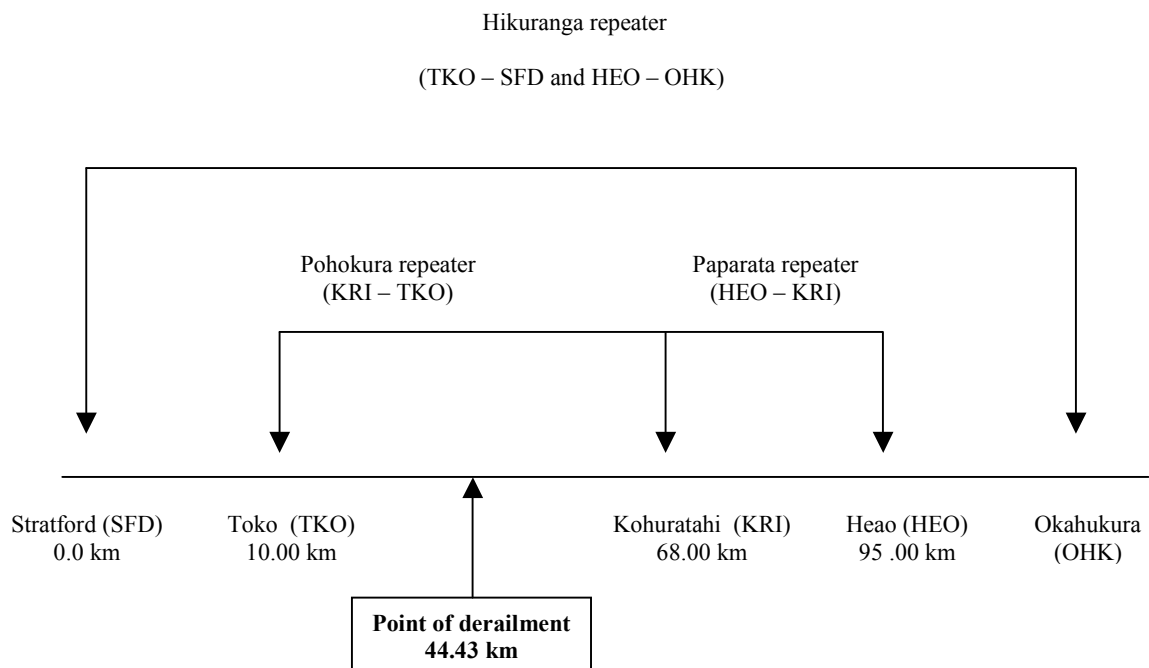 Hikuranga repeater
(TKO – SFD and HEO – OHK)
Pohokura repeater
(KRI – TKO)
Paparata repeater
(HEO – KRI)
Stratford (SFD)
0.0 km
Toko (TKO)
10.00 km
Kohuratahi (KRI)
68.00 km
Heao (HEO)
95 .00 km
Okahukura
(OHK)
Point of derailment
44.43 km